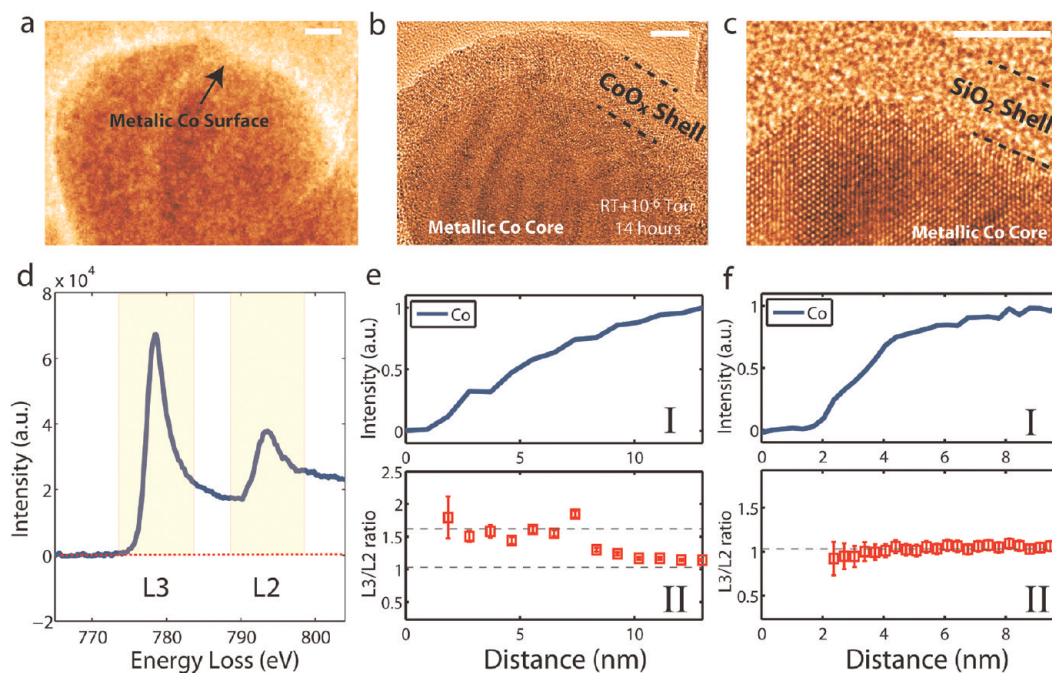 a
b
c
Metalic Co Surface
CoOx Shell
RT+10⁻⁶ Torr
Metallic Co Core
14 hours
SiO2 Shell
Metallic Co Core
d
x 10⁴
8
6
4
2
0
−2
L3
L2
770
780
790
800
Intensity (a.u.)
Energy Loss (eV)
e
Co
1
0.5
0
Intensity (a.u.)
I
0
5
10
2.5
2
1.5
1
0.5
L3/L2 ratio
II
0
5
10
Distance (nm)
f
Co
1
0.5
0
Intensity (a.u.)
I
0
2
4
6
8
2
1.5
1
0.5
L3/L2 ratio
II
0
2
4
6
8
Distance (nm)